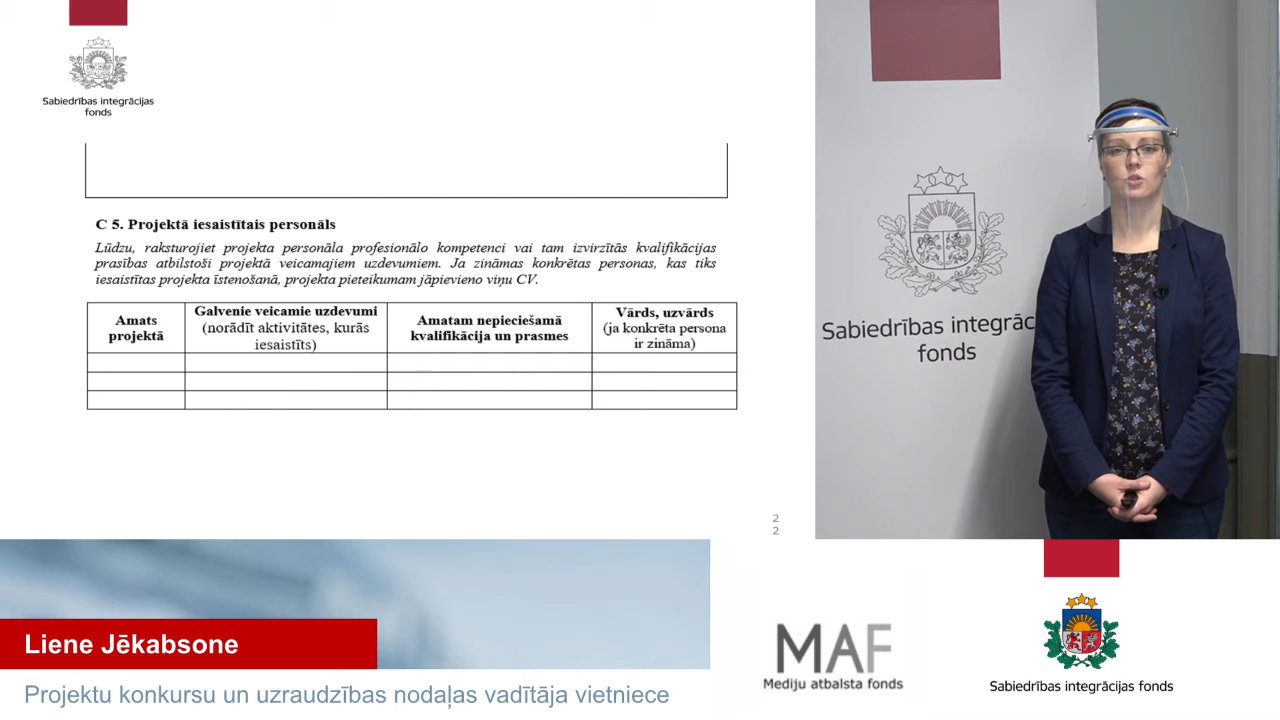 Sabiedrības integrācijas
fonds
C 5. Projektā iesaistītais personāls
Lūdzu, raksturojiet projekta personāla profesionālo kompetenci vai tam izvirzītās kvalifikācijas
prasības atbilstoši projektā veicamajiem uzdevumiem. Ja zināmas konkrētas personas, kas tiks
iesaistītas projekta īstenošanā, projekta pieteikumam jāpievieno viņu CV.
Amats
projektā
Galvenie veicamie uzdevumi
(norādīt aktivitātes, kurās
iesaistīts)
Amatam nepieciešamā
kvalifikācija un prasmes
Vārds, uzvārds
(ja konkrēta persona
ir zināma)
2
2
Sabiedrības integrāc
fonds
Liene Jēkabsone
Projektu konkursu un uzraudzības nodaļas vadītāja vietniece
MAF
Mediju atbalsta fonds
Sabiedrības integrācijas fonds